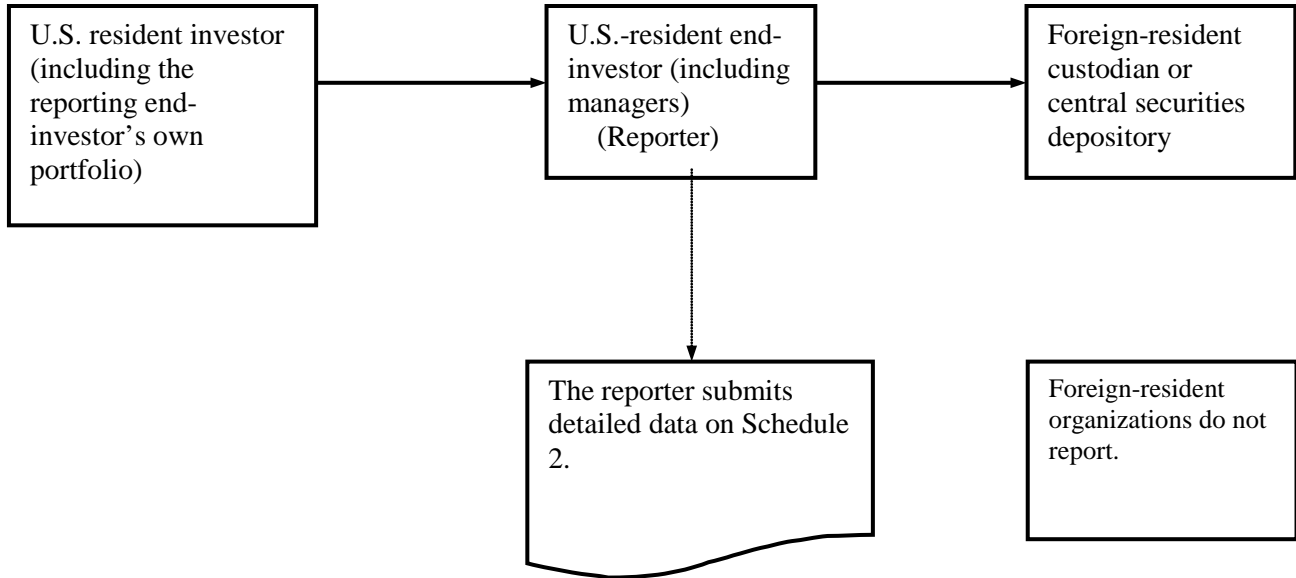 U.S. resident investor
(including the
reporting end-
investor’s own
portfolio)
U.S.-resident end-
investor (including
managers)
(Reporter)
Foreign-resident
custodian or
central securities
depository
The reporter submits
detailed data on Schedule
2.
Foreign-resident
organizations do not
report.